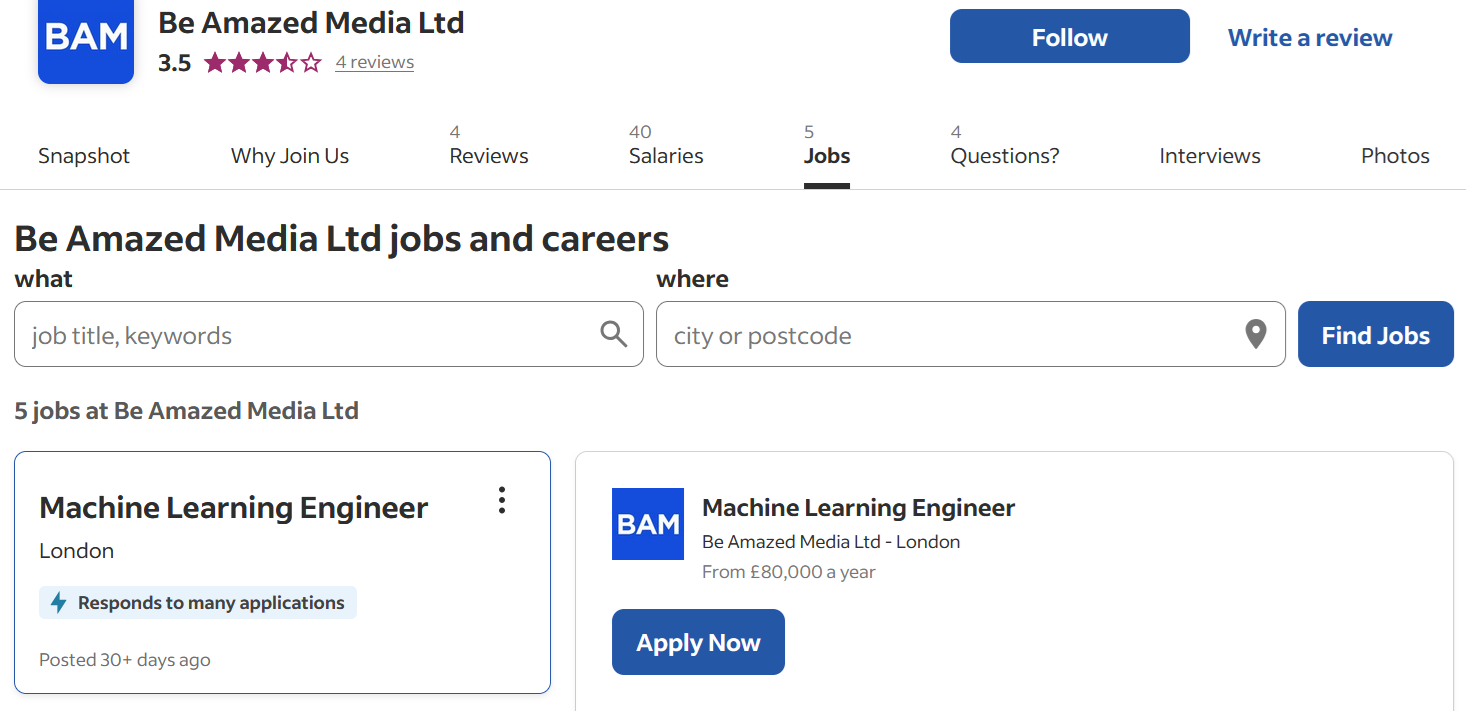 BAM
Be Amazed Media Ltd
3.5
4 reviews
Follow
Write a review
Snapshot
Why Join Us
4
Reviews
40
Salaries
5
Jobs
4
Questions?
Interviews
Photos
Be Amazed Media Ltd jobs and careers
what
where
job title, keywords
city or postcode
Find Jobs
5 jobs at Be Amazed Media Ltd
Machine Learning Engineer
London
Responds to many applications
Posted 30+ days ago
BAM
Machine Learning Engineer
Be Amazed Media Ltd - London
From £80,000 a year
Apply Now